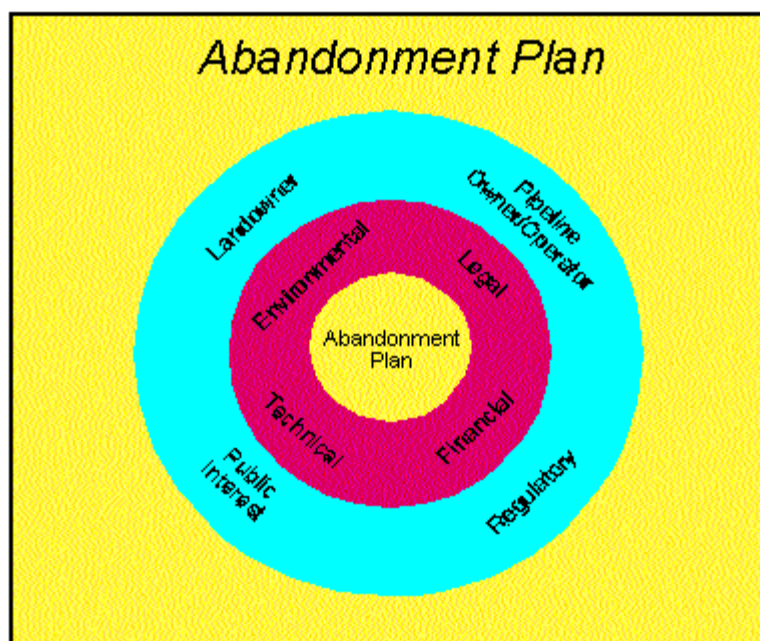 Abandonment Plan
Landowner
Pipeline
Owner/Operator
Environmental
Legal
Abandonment
Plan
Technical
Financial
Public
Interest
Regulatory